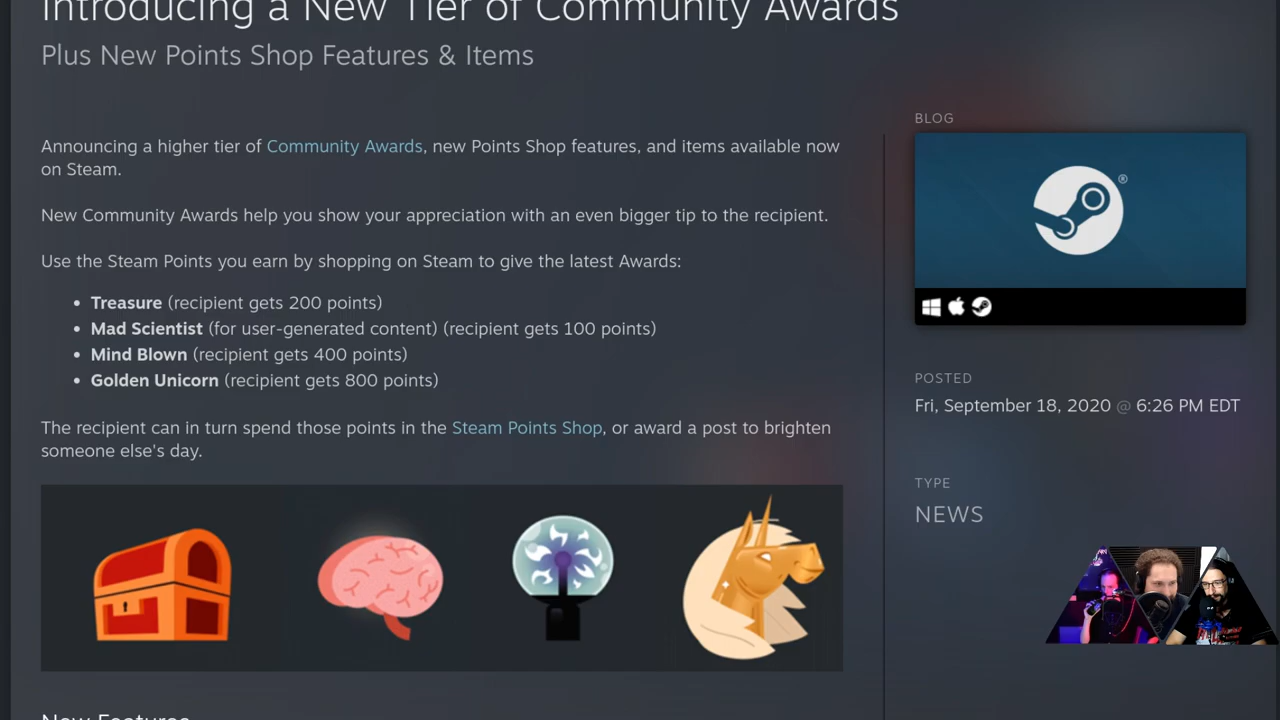 Introducing a New Tier of Community Awards
Plus New Points Shop Features & Items
Announcing a higher tier of Community Awards, new Points Shop features, and items available now
on Steam.
New Community Awards help you show your appreciation with an even bigger tip to the recipient.
Use the Steam Points you earn by shopping on Steam to give the latest Awards:
• Treasure (recipient gets 200 points)
• Mad Scientist (for user-generated content) (recipient gets 100 points)
• Mind Blown (recipient gets 400 points)
• Golden Unicorn (recipient gets 800 points)
The recipient can in turn spend those points in the Steam Points Shop, or award a post to brighten
someone else's day.
New Features
BLOG
®
POSTED
Fri, September 18, 2020 @ 6:26 PM EDT
TYPE
NEWS